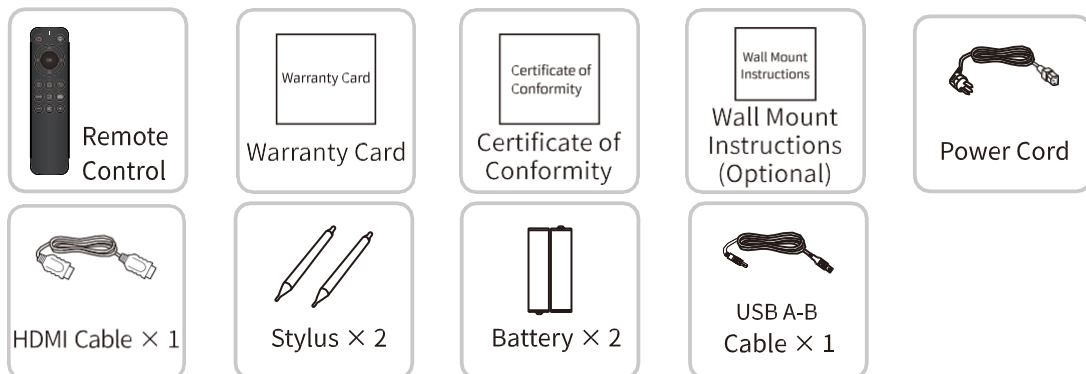 Remote
Control
Warranty Card
Warranty Card
Certificate of
Conformity
Certificate of
Conformity
Wall Mount
Instructions
Wall Mount
Instructions
(Optional)
Power Cord
HDMI Cable × 1
Stylus × 2
Battery × 2
USB A-B
Cable × 1